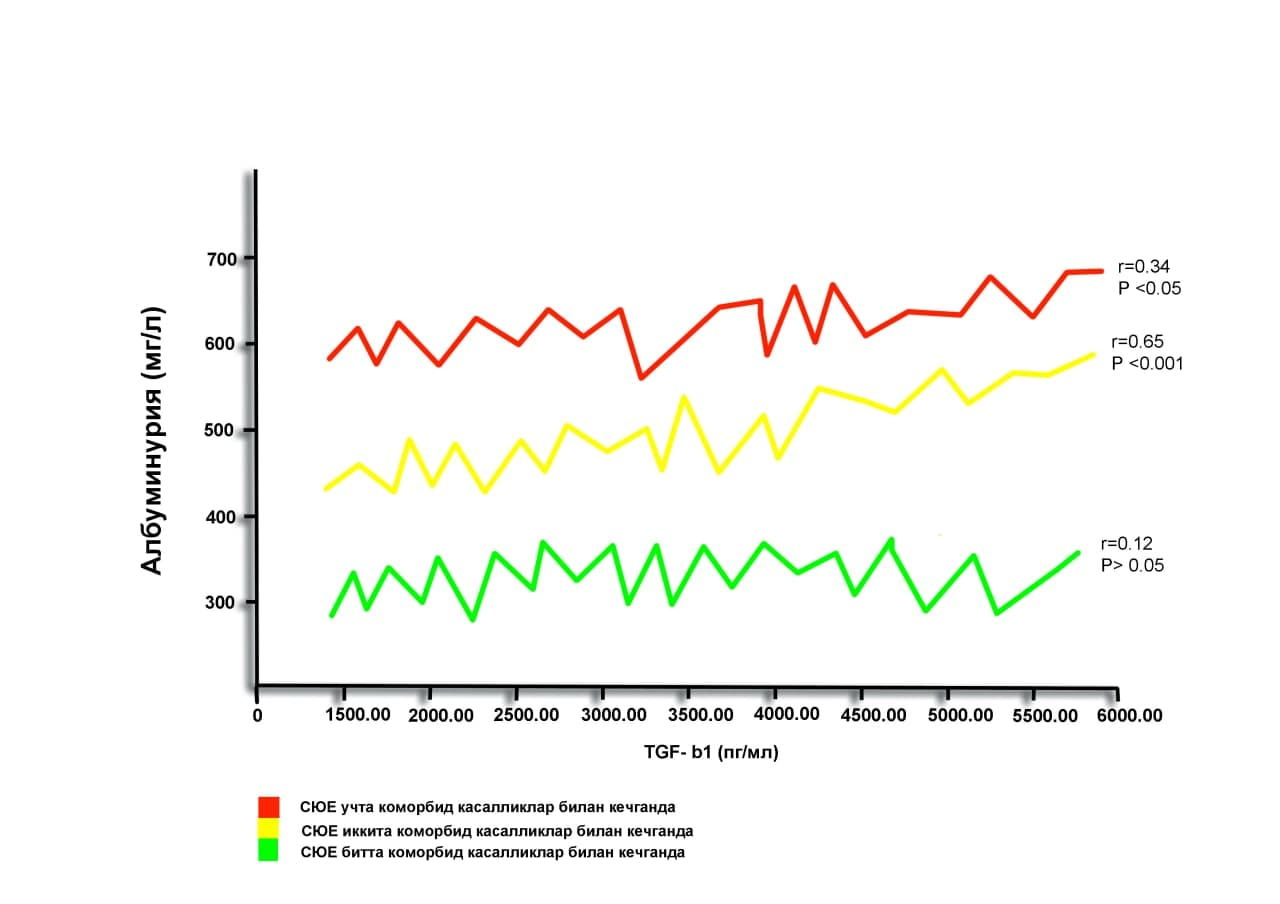 Албуминурия (мг/л)
700
600
500
400
300
r=0.34
P <0.05
r=0.65
P <0.001
r=0.12
P> 0.05
0 1500.00 2000.00 2500.00 3000.00 3500.00 4000.00 4500.00 5000.00 5500.00 6000.00
TGF- b1 (пг/мл)
СЮЕ учта коморбид касалликлар билан кечганда
СЮЕ иккита коморбид касалликлар билан кечганда
СЮЕ битта коморбид касалликлар билан кечганда